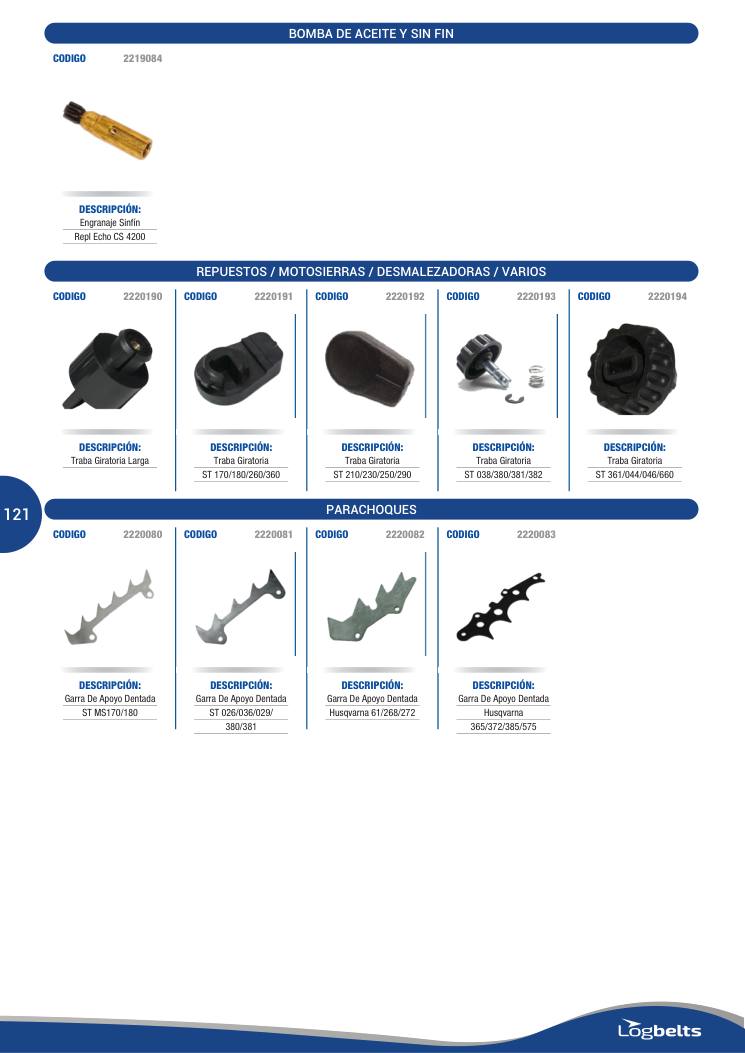 BOMBA DE ACEITE Y SIN FIN
CODIGO 2219084
DESCRIPCIÓN:
Engranaje Sinfín
Repl Echo CS 4200
REPUESTOS / MOTOSIERRAS / DESMALEZADORAS / VARIOS
CODIGO 2220190
DESCRIPCIÓN:
Traba Giratoria Larga
CODIGO 2220191
DESCRIPCIÓN:
Traba Giratoria
ST 170/180/260/360
CODIGO 2220192
DESCRIPCIÓN:
Traba Giratoria
ST 210/230/250/290
CODIGO 2220193
DESCRIPCIÓN:
Traba Giratoria
ST 038/380/381/382
CODIGO 2220194
DESCRIPCIÓN:
Traba Giratoria
ST 361/044/046/660
121
PARACHOQUES
CODIGO 2220080
DESCRIPCIÓN:
Garra De Apoyo Dentada
ST MS170/180
CODIGO 2220081
DESCRIPCIÓN:
Garra De Apoyo Dentada
ST 026/036/029/
380/381
CODIGO 2220082
DESCRIPCIÓN:
Garra De Apoyo Dentada
Husqvarna 61/268/272
CODIGO 2220083
DESCRIPCIÓN:
Garra De Apoyo Dentada
Husqvarna
365/372/385/575
Logbelts